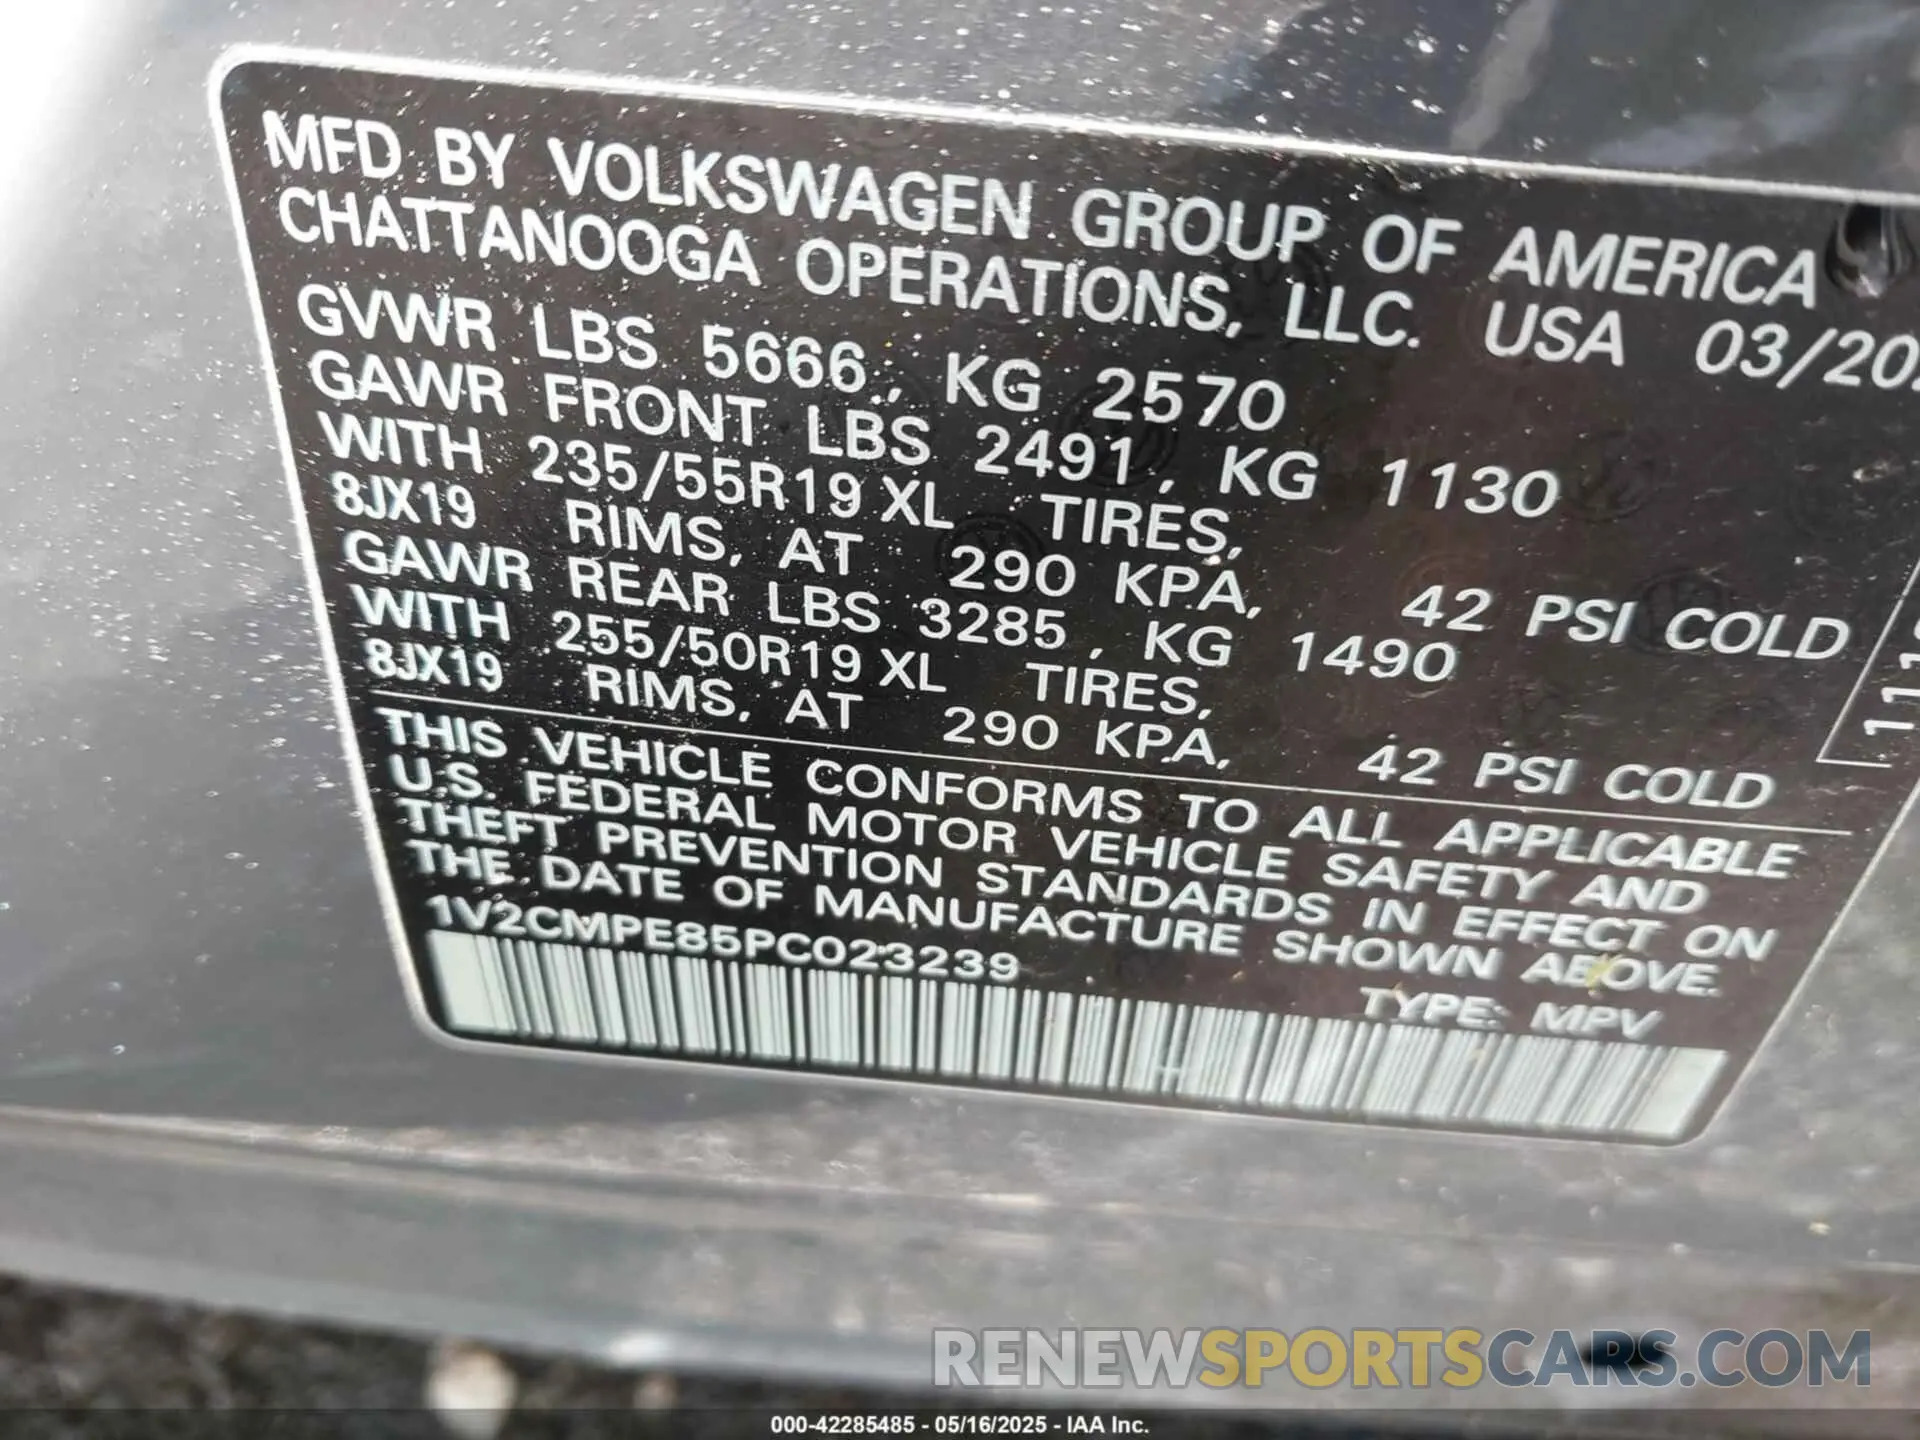 MFD BY VOLKSWAGEN GROUP OF AMERICA
CHATTANOOGA OPERATIONS, LLC. USA 03/202
GVWR LBS 5666, KG 2570
GAWR FRONT LBS 2491, KG 1130
WITH 235/55R19 XL TIRES,
8JX19 RIMS, AT 290 KPA, 42 PSI COLD
GAWR REAR LBS 3285, KG 1490
WITH 255/50R19 XL TIRES,
8JX19 RIMS, AT 290 KPA, 42 PSI COLD
THIS VEHICLE CONFORMS TO ALL APPLICABLE
U.S. FEDERAL MOTOR VEHICLE SAFETY AND
THEFT PREVENTION STANDARDS IN EFFECT ON
THE DATE OF MANUFACTURE SHOWN ABOVE.
1V2CMPE85PC023239 TYPE: MPV
RENEWSPORTSCARS.COM
000-42285485 - 05/16/2025 - IAA Inc.